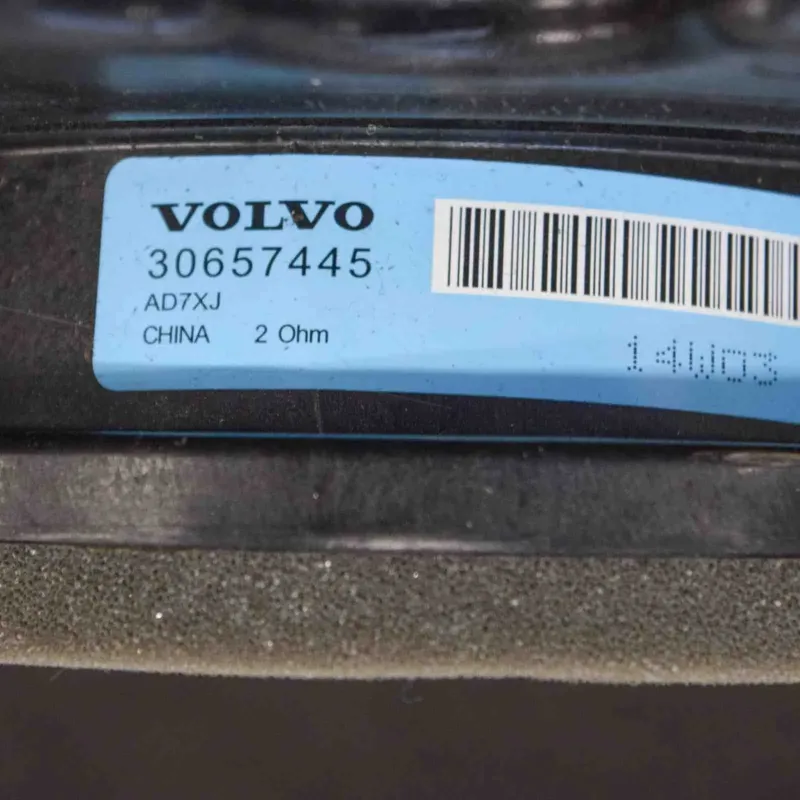 VOLVO
30657445
AD7XJ
CHINA 2 Ohm
14W03